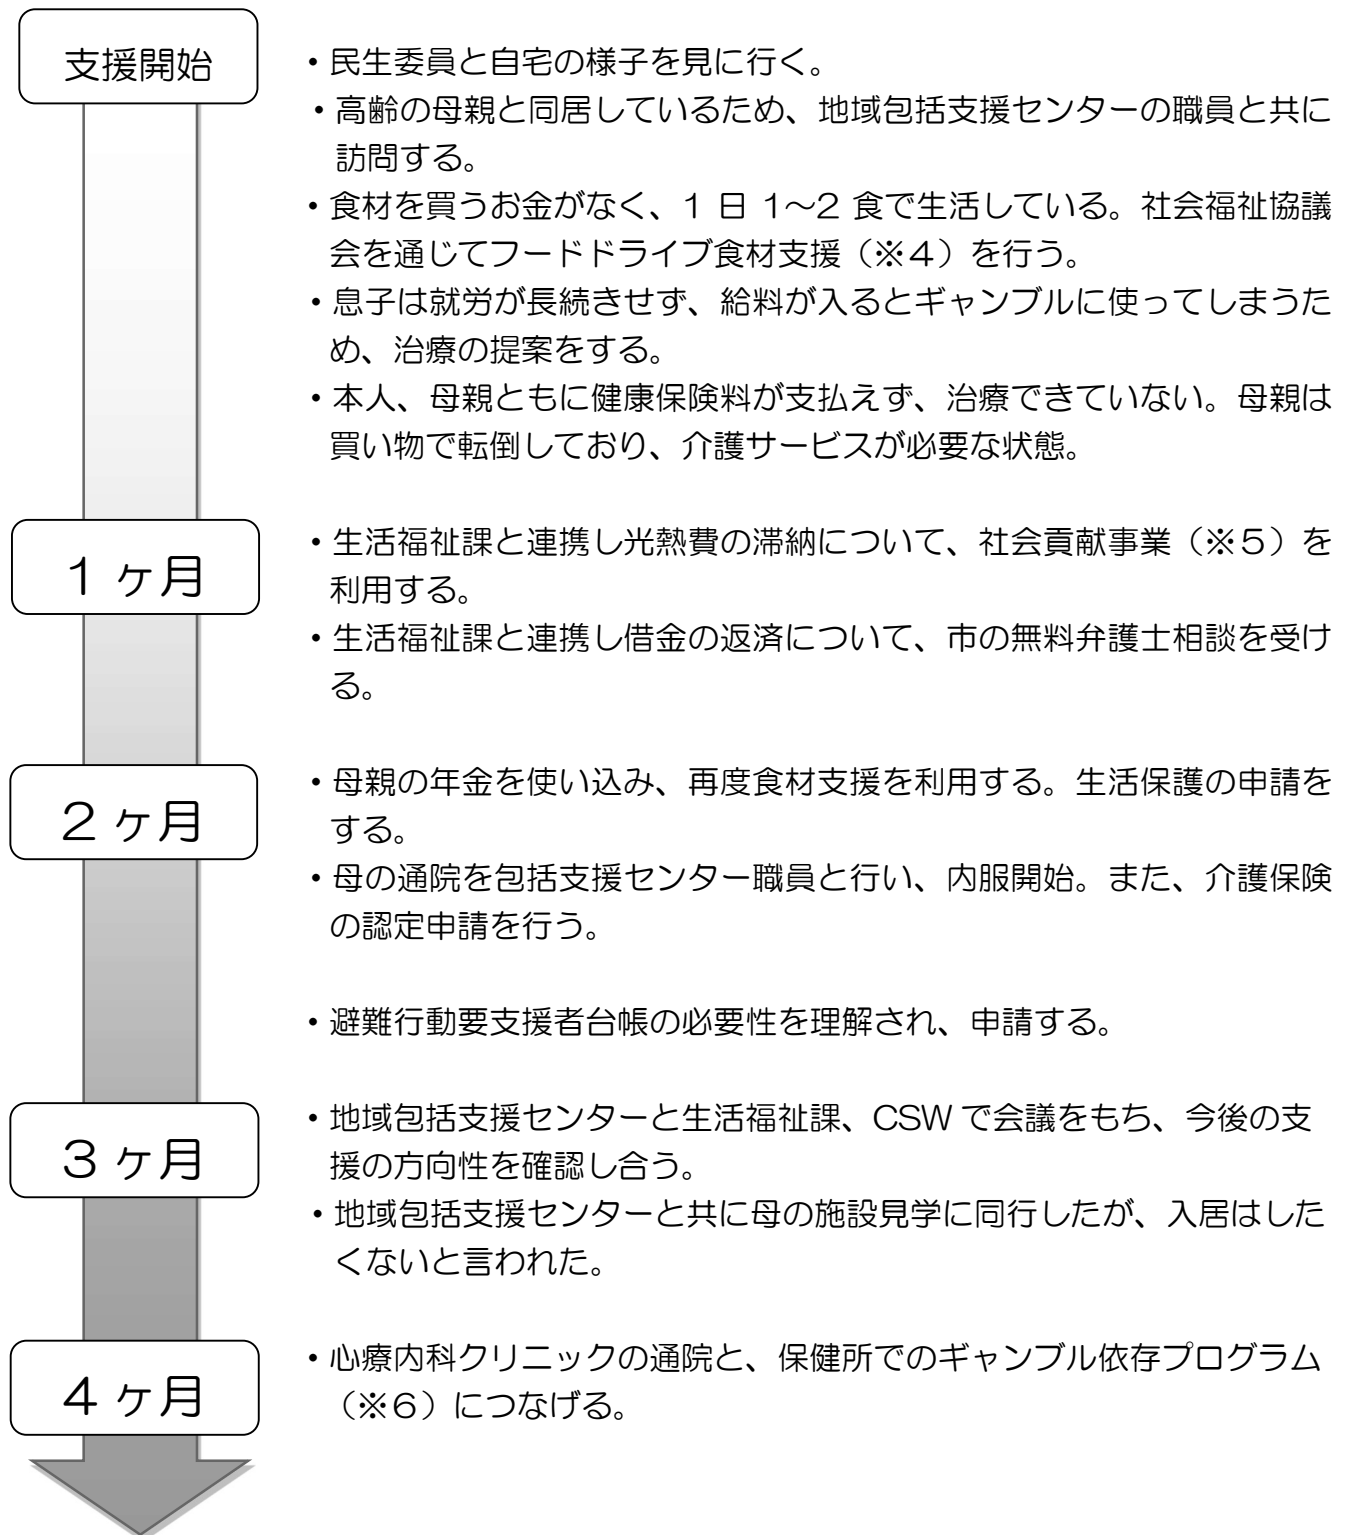 支援開始
・民生委員と自宅の様子を見に行く。
・高齢の母親と同居しているため、地域包括支援センターの職員と共に
訪問する。
・食材を買うお金がなく、1 日 1～2 食で生活している。社会福祉協議
会を通じてフードドライブ食材支援（※４）を行う。
・息子は就労が長続きせず、給料が入るとギャンブルに使ってしまうた
め、治療の提案をする。
・本人、母親ともに健康保険料が支払えず、治療できていない。母親は
買い物で転倒しており、介護サービスが必要な状態。
１ヶ月
・生活福祉課と連携し光熱費の滞納について、社会貢献事業（※５）を
利用する。
・生活福祉課と連携し借金の返済について、市の無料弁護士相談を受け
る。
２ヶ月
・母親の年金を使い込み、再度食材支援を利用する。生活保護の申請を
する。
・母の通院を包括支援センター職員と行い、内服開始。また、介護保険
の認定申請を行う。
・避難行動要支援者台帳の必要性を理解され、申請する。
３ヶ月
・地域包括支援センターと生活福祉課、CSW で会議をもち、今後の支
援の方向性を確認し合う。
・地域包括支援センターと共に母の施設見学に同行したが、入居はした
くないと言われた。
４ヶ月
・心療内科クリニックの通院と、保健所でのギャンブル依存プログラム
（※６）につなげる。